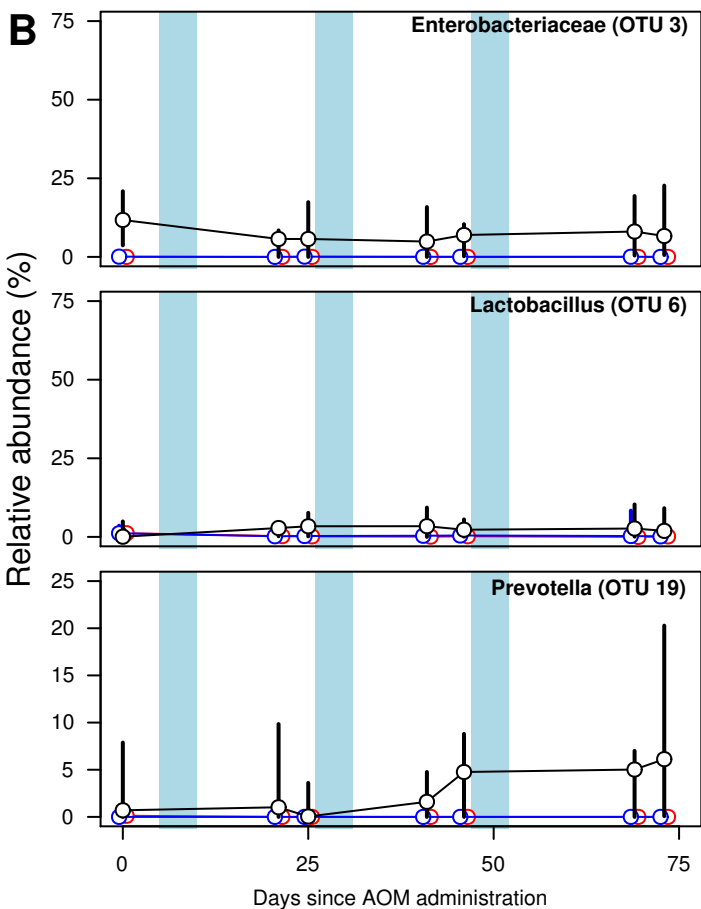 B
Enterobacteriaceae (OTU 3)
75
50
25
0
Lactobacillus (OTU 6)
75
50
25
0
Prevotella (OTU 19)
25
20
15
10
5
0
Relative abundance (%)
0 25 50 75
Days since AOM administration